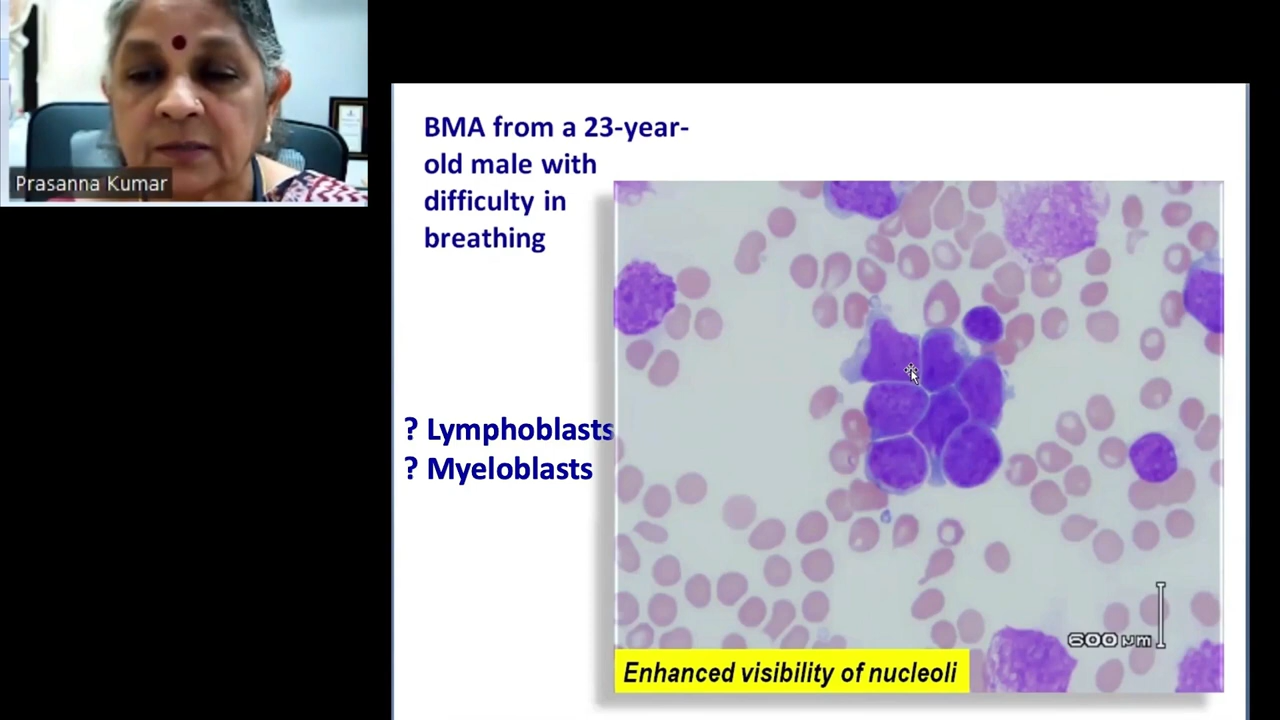 Prasanna Kumar
BMA from a 23-year-
old male with
difficulty in
breathing
? Lymphoblasts
? Myeloblasts
600 µm
Enhanced visibility of nucleoli